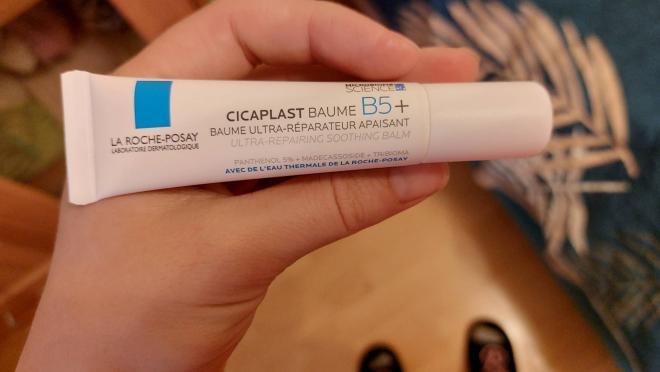 LA ROCHE-POSAY
LABORATOIRE DERMATOLOGIQUE
SCIENCE
CICAPLAST BAUME B5+
BAUME ULTRA-RÉPARATEUR APAISANT
ULTRA-REPAIRING SOOTHING BALM
PANTHENOL 5% + MADECASSOSIDE + TRIBIOMA
AVEC DE L'EAU THERMALE DE LA ROCHE-POSAY